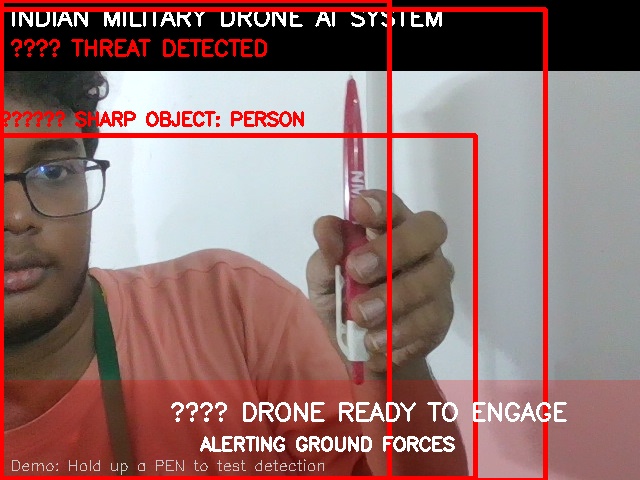 INDIAN MILITARY DRONE AI SYSTEM
???? THREAT DETECTED
?????? SHARP OBJECT: PERSON
NM
???? DRONE READY TO ENGAGE
ALERTING GROUND FORCES
Demo: Hold up a PEN to test detection